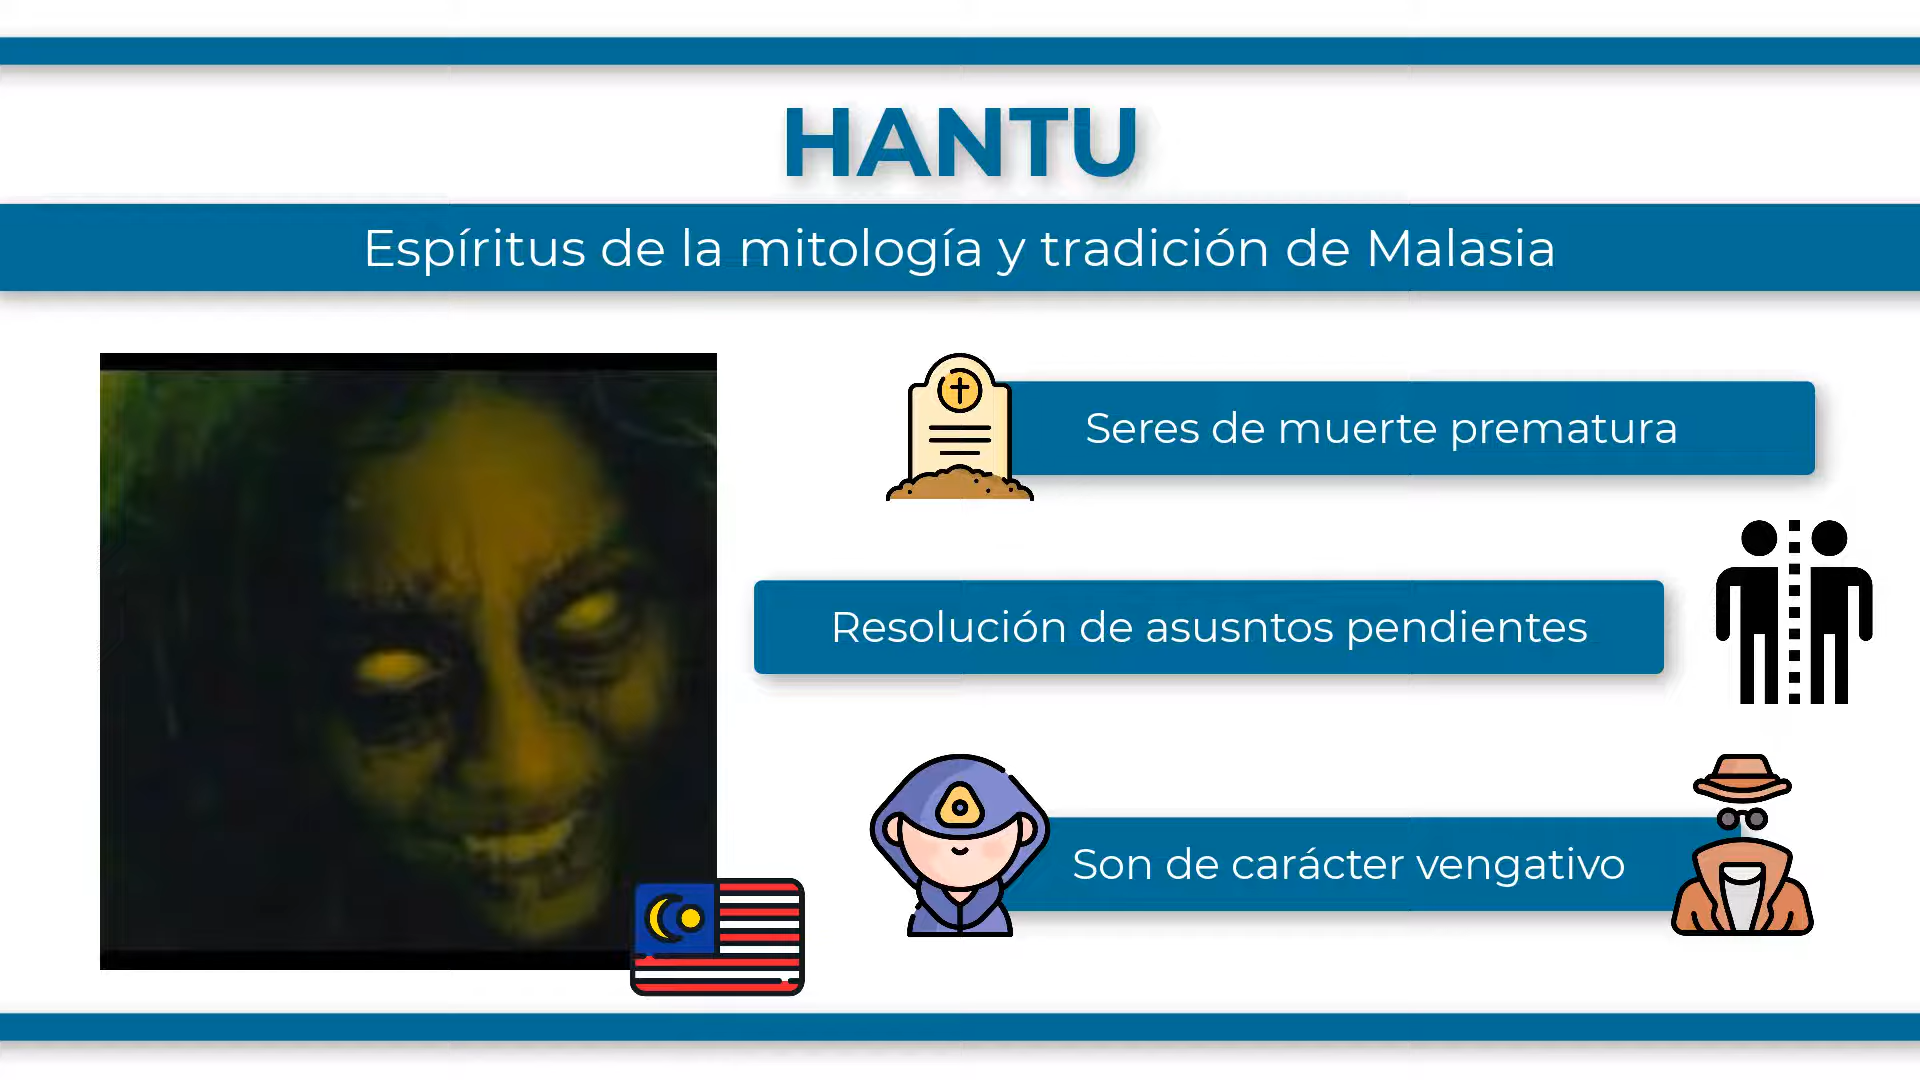 HANTU
Espíritus de la mitología y tradición de Malasia
Seres de muerte prematura
Resolución de asusntos pendientes
Son de carácter vengativo